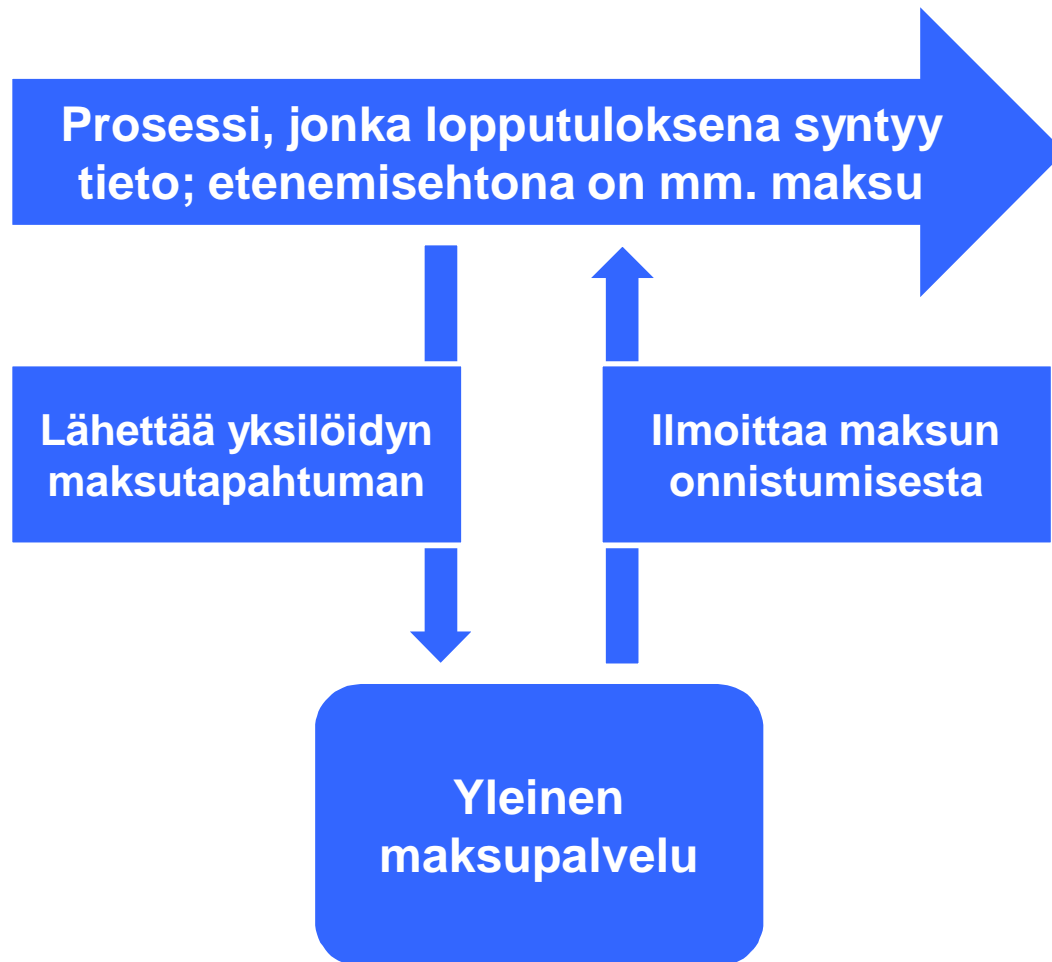 Prosessi, jonka lopputuloksena syntyy
tieto; etenemisehtona on mm. maksu
Lähettää yksilöidyn
maksutapahtuman
Ilmoittaa maksun
onnistumisesta
Yleinen
maksupalvelu